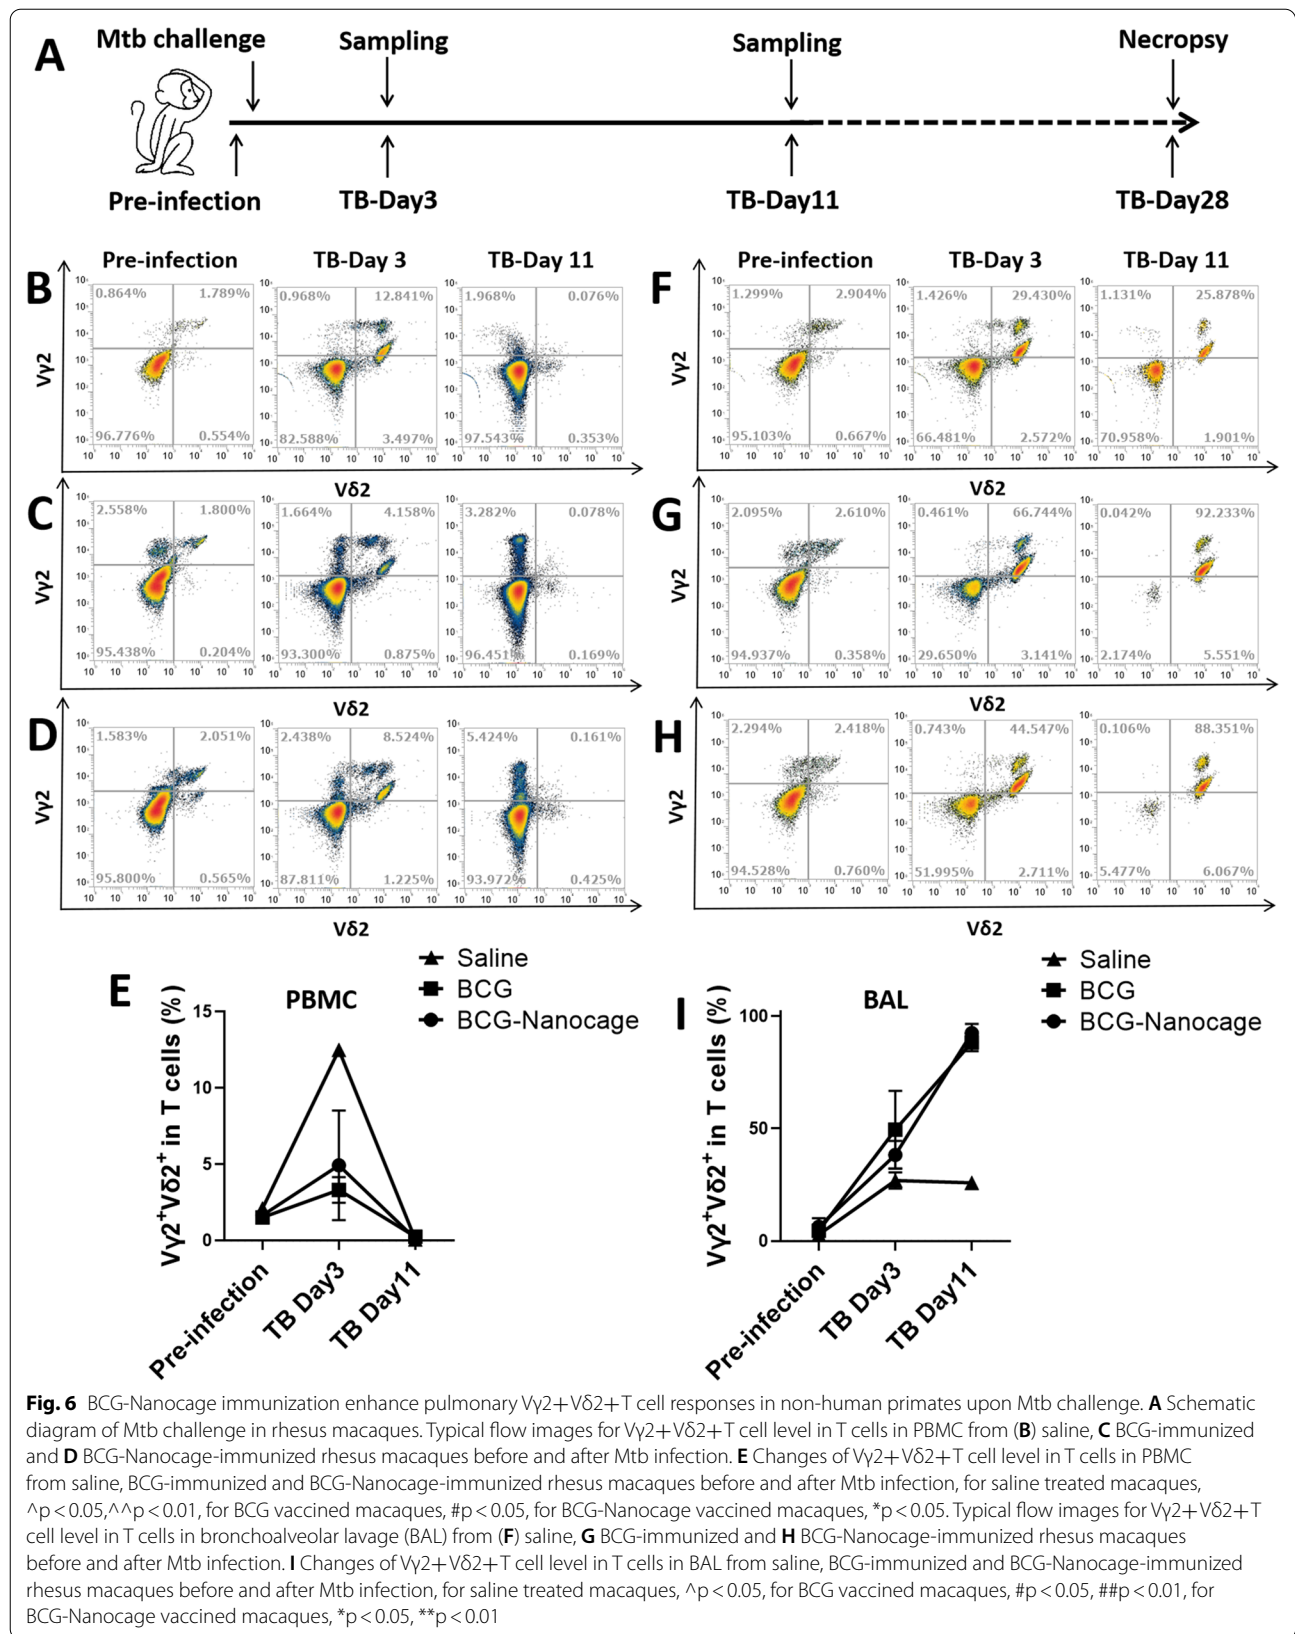 A
Mtb challenge
Sampling
Sampling
Necropsy
Pre-infection
TB-Day3
TB-Day11
TB-Day28
Pre-infection
TB-Day 3
TB-Day 11
B
Vγ2
0.864%
1.789%
96.776%
0.554%
0.968%
12.841%
82.588%
3.497%
1.968%
0.076%
97.543%
0.353%
Vδ2
C
Vγ2
2.558%
1.800%
95.438%
0.204%
1.664%
4.158%
93.300%
0.875%
3.282%
0.078%
96.451%
0.169%
Vδ2
D
Vγ2
1.583%
2.051%
95.800%
0.565%
2.438%
8.524%
87.811%
1.225%
5.424%
0.161%
93.972%
0.425%
Vδ2
Pre-infection
TB-Day 3
TB-Day 11
F
Vγ2
1.299%
2.904%
95.103%
0.667%
1.426%
29.430%
66.481%
2.572%
1.131%
25.878%
70.958%
1.901%
Vδ2
G
Vγ2
2.095%
2.610%
94.937%
0.358%
0.461%
66.744%
29.650%
3.141%
0.042%
92.233%
2.174%
5.551%
Vδ2
H
Vγ2
2.294%
2.418%
94.528%
0.760%
0.743%
44.547%
51.995%
2.711%
0.106%
88.351%
5.477%
6.067%
Vδ2
E
PBMC
Saline
BCG
BCG-Nanocage
Vγ2+Vδ2+ in T cells (%)
15
10
5
0
Pre-infection
TB Day3
TB Day11
I
BAL
Saline
BCG
BCG-Nanocage
Vγ2+Vδ2+ in T cells (%)
100
50
0
Pre-infection
TB Day3
TB Day11
Fig. 6 BCG-Nanocage immunization enhance pulmonary Vγ2+Vδ2+T cell responses in non-human primates upon Mtb challenge. A Schematic
diagram of Mtb challenge in rhesus macaques. Typical flow images for Vγ2+Vδ2+T cell level in T cells in PBMC from (B) saline, C BCG-immunized
and D BCG-Nanocage-immunized rhesus macaques before and after Mtb infection. E Changes of Vγ2+Vδ2+T cell level in T cells in PBMC
from saline, BCG-immunized and BCG-Nanocage-immunized rhesus macaques before and after Mtb infection, for saline treated macaques,
^p<0.05,^^p<0.01, for BCG vaccined macaques, #p<0.05, for BCG-Nanocage vaccined macaques, *p<0.05. Typical flow images for Vγ2+Vδ2+T
cell level in T cells in bronchoalveolar lavage (BAL) from (F) saline, G BCG-immunized and H BCG-Nanocage-immunized rhesus macaques
before and after Mtb infection. I Changes of Vγ2+Vδ2+T cell level in T cells in BAL from saline, BCG-immunized and BCG-Nanocage-immunized
rhesus macaques before and after Mtb infection, for saline treated macaques, ^p<0.05, for BCG vaccined macaques, #p<0.05, ##p<0.01, for
BCG-Nanocage vaccined macaques, *p<0.05, **p<0.01